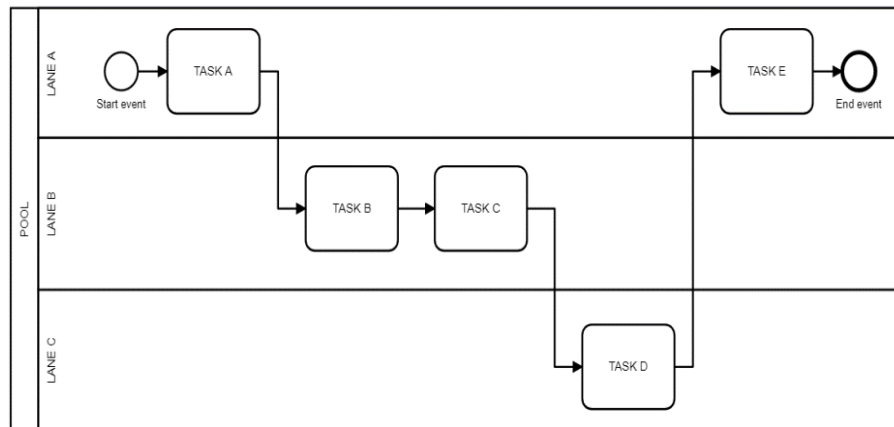 POOL
LANE A
Start event
TASK A
TASK E
End event
LANE B
TASK B
TASK C
LANE C
TASK D